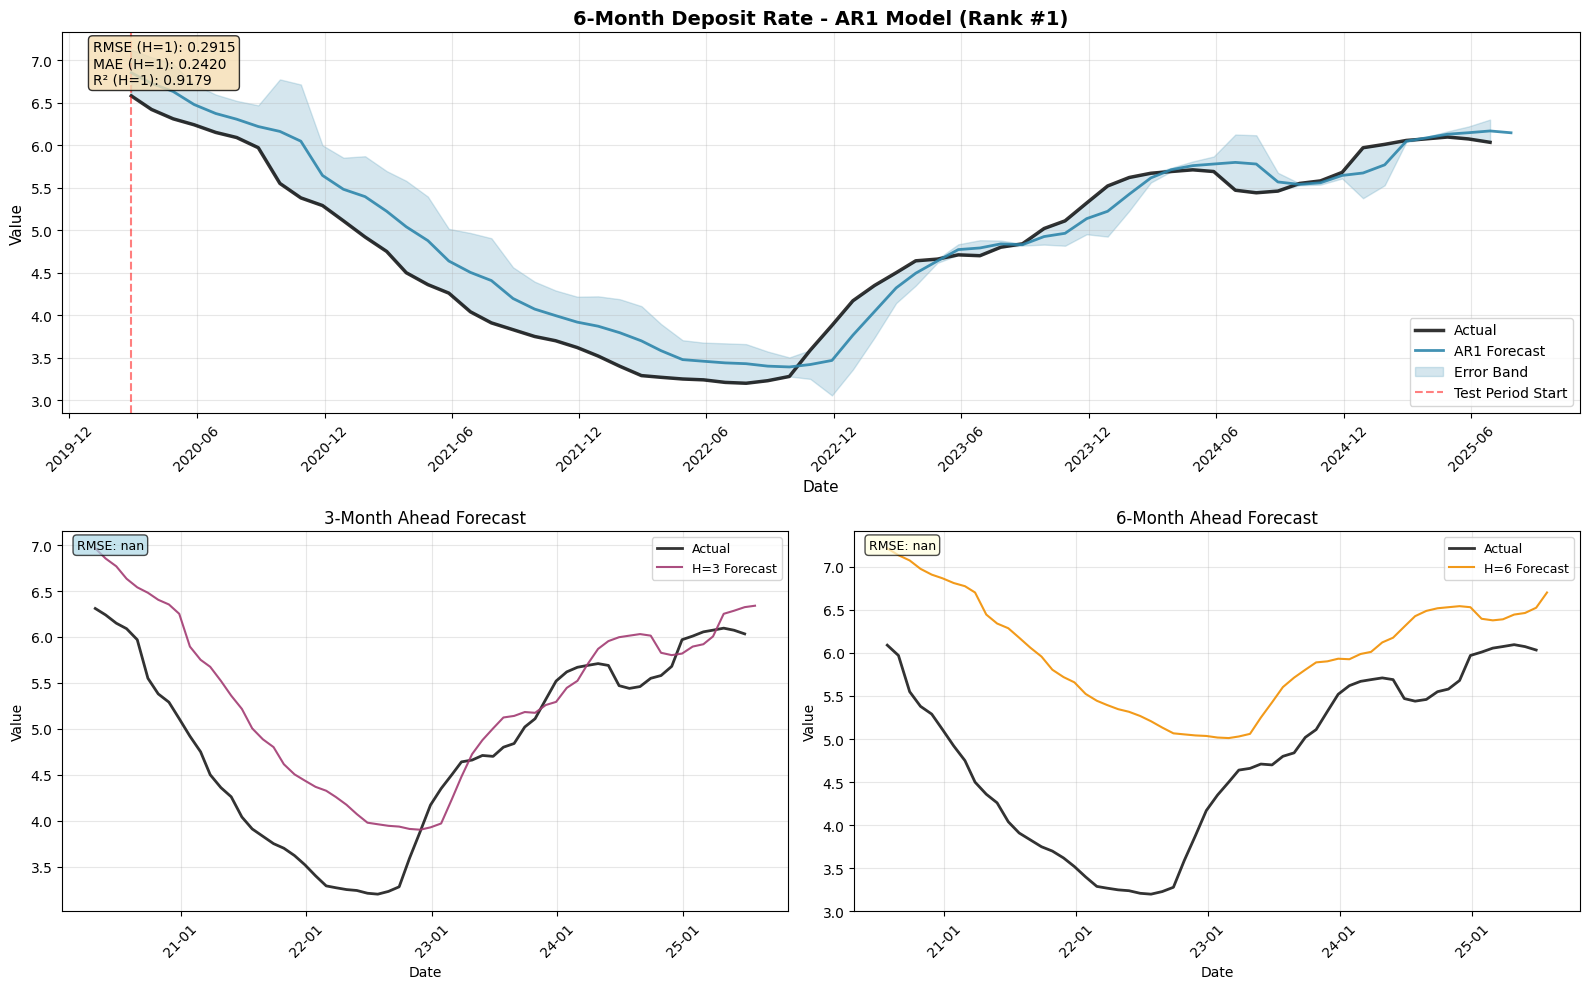 6-Month Deposit Rate - AR1 Model (Rank #1)
RMSE (H=1): 0.2915
MAE (H=1): 0.2420
R² (H=1): 0.9179
Value
7.0
6.5
6.0
5.5
5.0
4.5
4.0
3.5
3.0
Actual
AR1 Forecast
Error Band
Test Period Start
2019-12
2020-06
2020-12
2021-06
2021-12
2022-06
2022-12
2023-06
2023-12
2024-06
2024-12
2025-06
Date
3-Month Ahead Forecast
RMSE: nan
Actual
H=3 Forecast
Value
7.0
6.5
6.0
5.5
5.0
4.5
4.0
3.5
21-01
22-01
23-01
24-01
25-01
Date
6-Month Ahead Forecast
RMSE: nan
Actual
H=6 Forecast
Value
7.0
6.5
6.0
5.5
5.0
4.5
4.0
3.5
3.0
21-01
22-01
23-01
24-01
25-01
Date